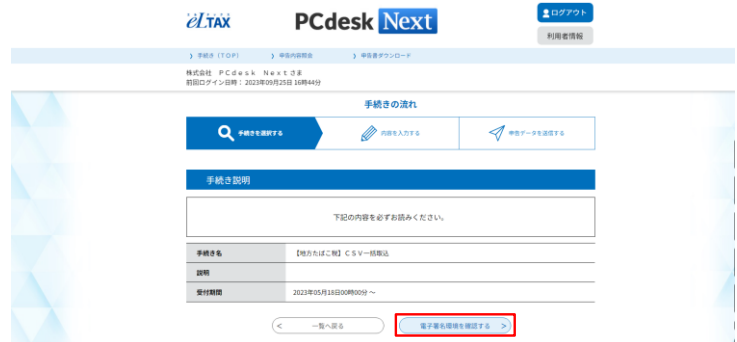 eLTAX
PCdesk Next
ログアウト
利用者情報
手続き（TOP） 申告内容照会 申告書ダウンロード
株式会社 ＰＣｄｅｓｋ Ｎｅｘｔさま
前回ログイン日時：2023年09月25日 16時44分
手続きの流れ
手続きを選択する 内容を入力する 申告データを送信する
手続き説明
下記の内容を必ずお読みください。
手続き名 【地方たばこ税】ＣＳＶ一括取込
説明
受付期間 2023年05月18日00時00分 ～
< 一覧へ戻る 電子署名環境を確認する >